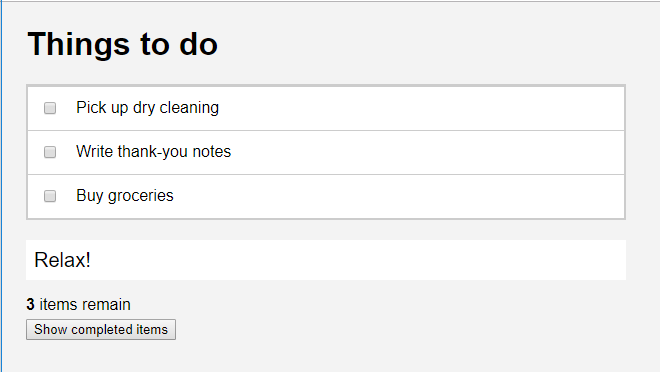 Things to do
Pick up dry cleaning
Write thank-you notes
Buy groceries
Relax!
3 items remain
Show completed items